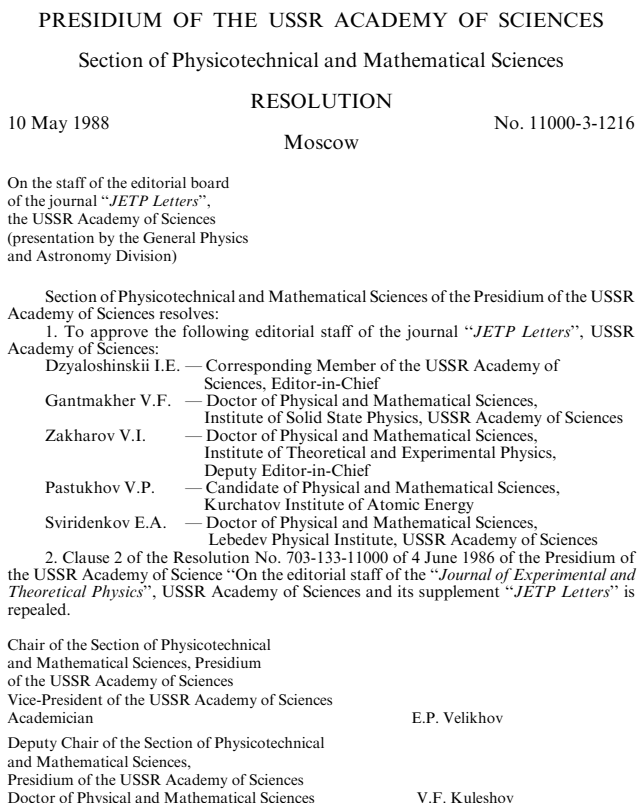 PRESIDIUM OF THE USSR ACADEMY OF SCIENCES
Section of Physicotechnical and Mathematical Sciences
RESOLUTION
10 May 1988 No. 11000-3-1216
Moscow
On the staff of the editorial board
of the journal “JETP Letters”,
the USSR Academy of Sciences
(presentation by the General Physics
and Astronomy Division)
Section of Physicotechnical and Mathematical Sciences of the Presidium of the USSR
Academy of Sciences resolves:
1. To approve the following editorial staff of the journal “JETP Letters”, USSR
Academy of Sciences:
Dzyaloshinskii I.E. — Corresponding Member of the USSR Academy of
Sciences, Editor-in-Chief
Gantmakher V.F. — Doctor of Physical and Mathematical Sciences,
Institute of Solid State Physics, USSR Academy of Sciences
Zakharov V.I. — Doctor of Physical and Mathematical Sciences,
Institute of Theoretical and Experimental Physics,
Deputy Editor-in-Chief
Pastukhov V.P. — Candidate of Physical and Mathematical Sciences,
Kurchatov Institute of Atomic Energy
Sviridenkov E.A. — Doctor of Physical and Mathematical Sciences,
Lebedev Physical Institute, USSR Academy of Sciences
2. Clause 2 of the Resolution No. 703-133-11000 of 4 June 1986 of the Presidium of
the USSR Academy of Science “On the editorial staff of the “Journal of Experimental and
Theoretical Physics”, USSR Academy of Sciences and its supplement “JETP Letters” is
repealed.
Chair of the Section of Physicotechnical
and Mathematical Sciences, Presidium
of the USSR Academy of Sciences
Vice-President of the USSR Academy of Sciences
Academician E.P. Velikhov
Deputy Chair of the Section of Physicotechnical
and Mathematical Sciences,
Presidium of the USSR Academy of Sciences
Doctor of Physical and Mathematical Sciences V.F. Kuleshov